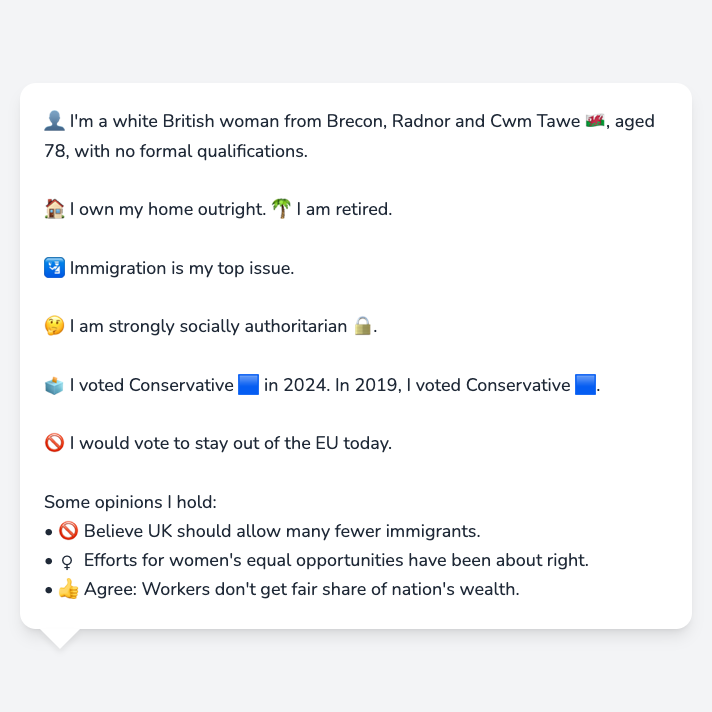 👤 I'm a white British woman from Brecon, Radnor and Cwm Tawe 🏴󠁧󠁢󠁷󠁬󠁳󠁿, aged
78, with no formal qualifications.
🏠 I own my home outright. 🌴 I am retired.
🛂 Immigration is my top issue.
🤔 I am strongly socially authoritarian 🔒.
🗳️ I voted Conservative 🟦 in 2024. In 2019, I voted Conservative 🟦.
🚫 I would vote to stay out of the EU today.
Some opinions I hold:
• 🚫 Believe UK should allow many fewer immigrants.
• ♀ Efforts for women's equal opportunities have been about right.
• 👍 Agree: Workers don't get fair share of nation's wealth.